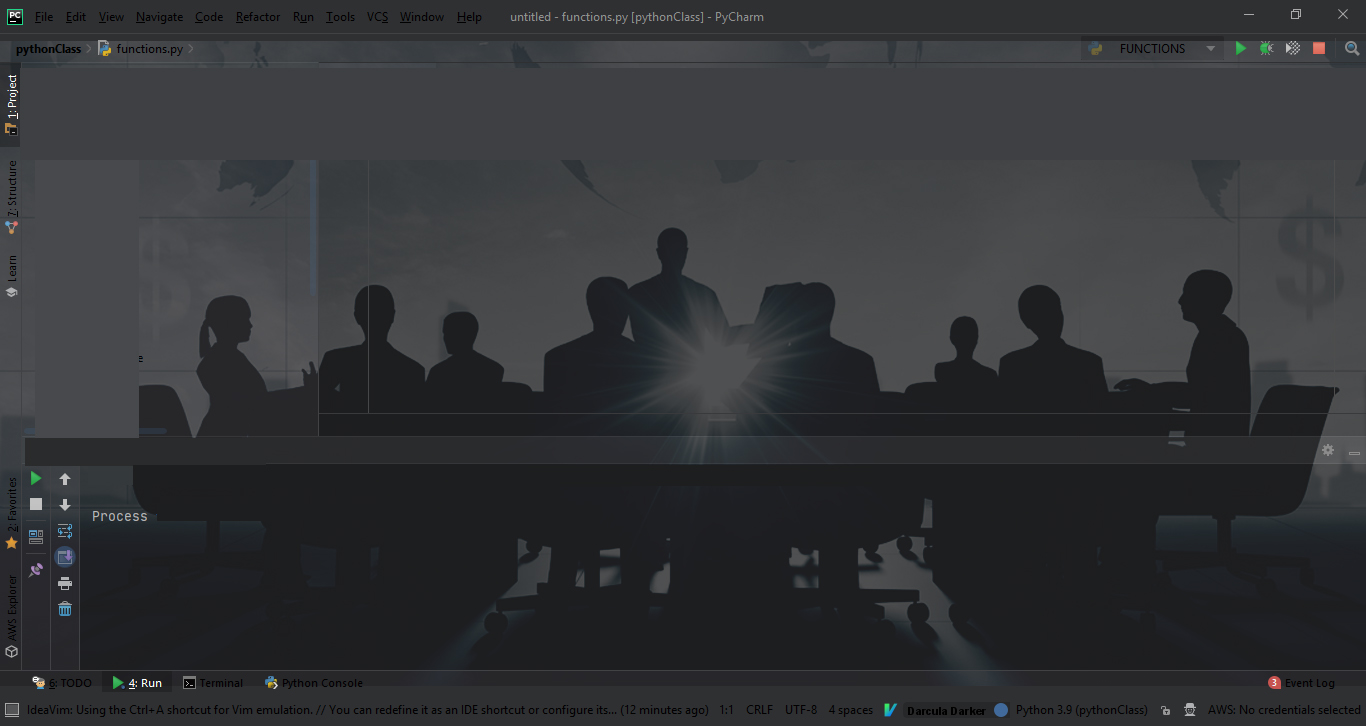 PC File Edit View Navigate Code Refactor Run Tools VCS Window Help untitled - functions.py [pythonClass] - PyCharm
pythonClass functions.py FUNCTIONS
1: Project
7: Structure
Learn
e
2: Favorites
Process
AWS Explorer
6: TODO 4: Run Terminal Python Console 3 Event Log
IdeaVim: Using the Ctrl+A shortcut for Vim emulation. // You can redefine it as an IDE shortcut or configure its... (12 minutes ago) 1:1 CRLF UTF-8 4 spaces Darcula Darker Python 3.9 (pythonClass) AWS: No credentials selected